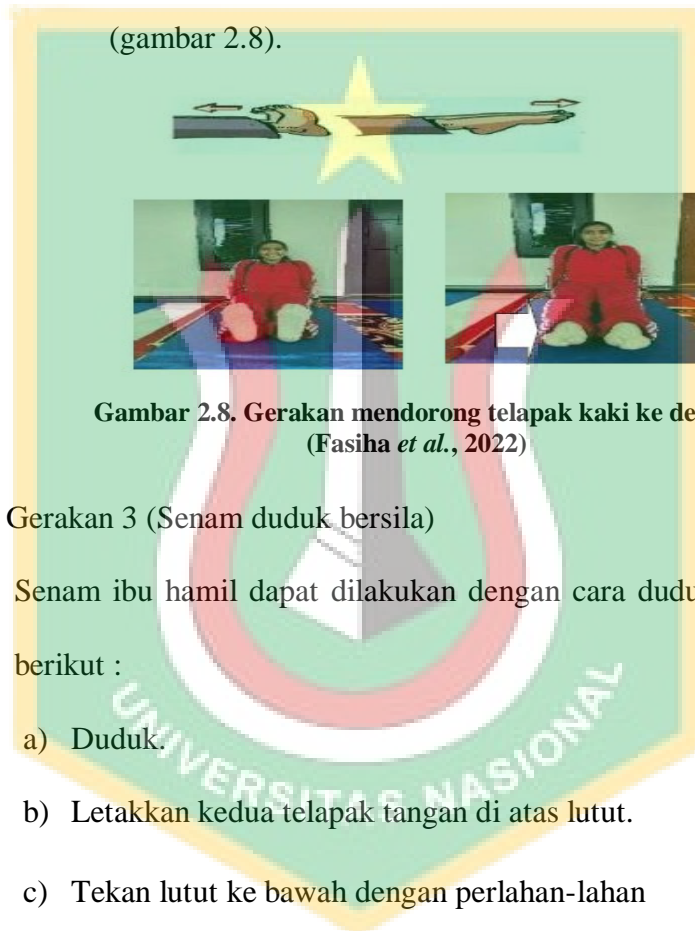 (gambar 2.8).
Gambar 2.8. Gerakan mendorong telapak kaki ke de
(Fasiha et al., 2022)
Gerakan 3 (Senam duduk bersila)
Senam ibu hamil dapat dilakukan dengan cara dudu
berikut :
a) Duduk.
b) Letakkan kedua telapak tangan di atas lutut.
c) Tekan lutut ke bawah dengan perlahan-lahan
UNIVERSITAS NASIONAL